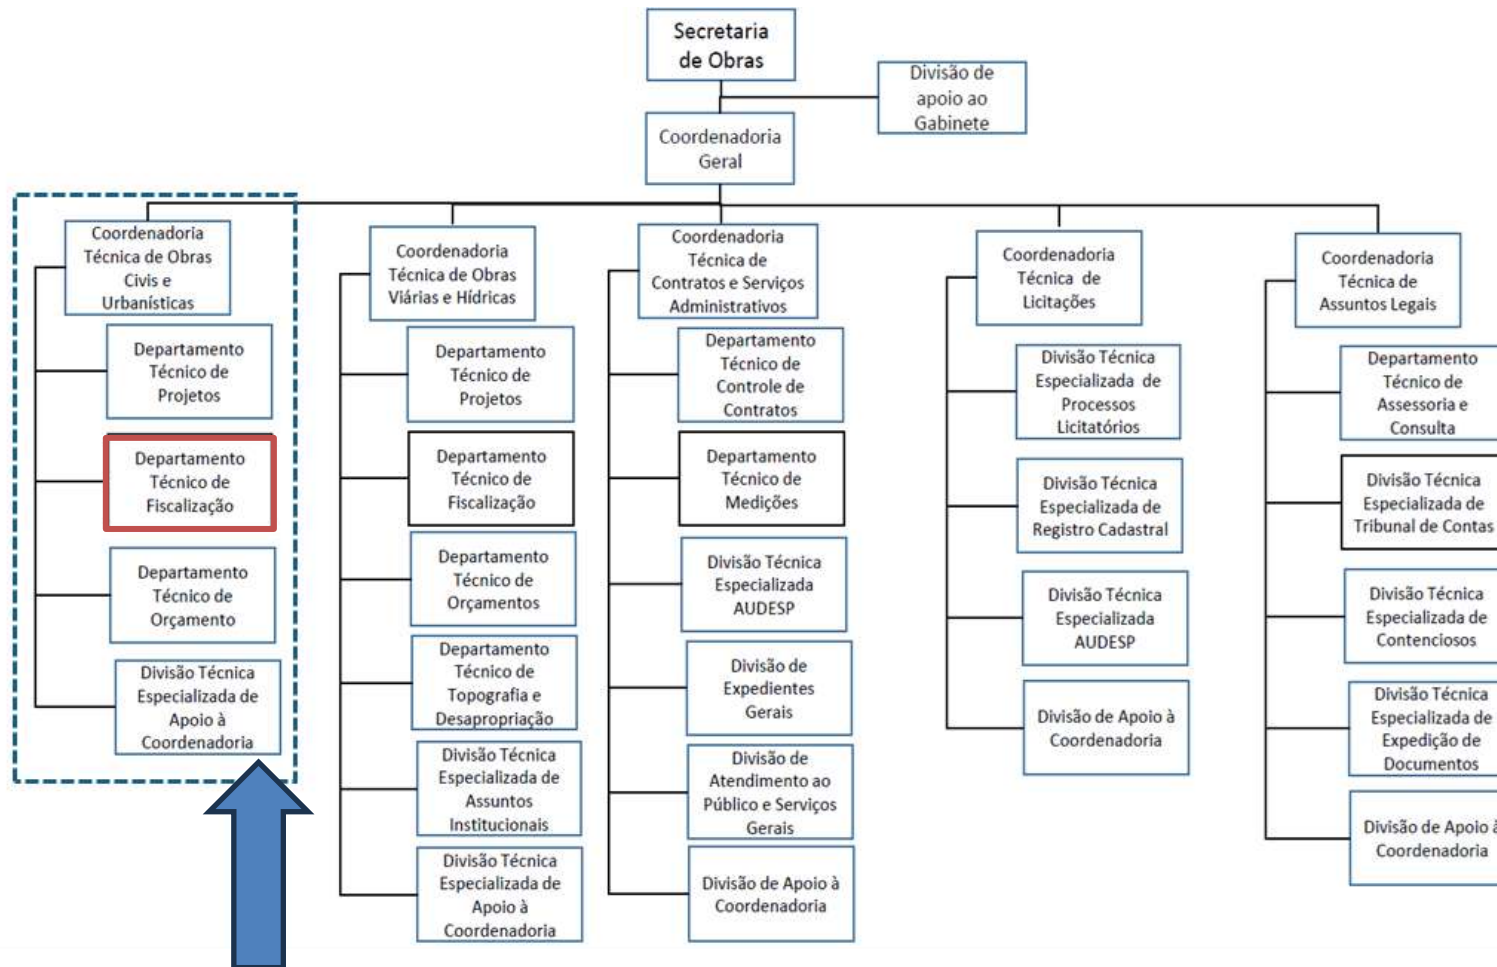 Secretaria
de Obras
Divisão de
apoio ao
Gabinete
Coordenadoria
Geral
Coordenadoria
Técnica de Obras
Civis e
Urbanísticas
Departamento
Técnico de
Projetos
Departamento
Técnico de
Fiscalização
Departamento
Técnico de
Orçamento
Divisão Técnica
Especializada de
Apoio à
Coordenadoria
Coordenadoria
Técnica de Obras
Viárias e Hídricas
Departamento
Técnico de
Projetos
Departamento
Técnico de
Fiscalização
Departamento
Técnico de
Orçamentos
Departamento
Técnico de
Topografia e
Desapropriação
Divisão Técnica
Especializada de
Assuntos
Institucionais
Divisão Técnica
Especializada de
Apoio à
Coordenadoria
Coordenadoria
Técnica de
Contratos e Serviços
Administrativos
Departamento
Técnico de
Controle de
Contratos
Departamento
Técnico de
Medições
Divisão Técnica
Especializada
AUDESP
Divisão de
Expedientes
Gerais
Divisão de
Atendimento ao
Público e Serviços
Gerais
Divisão de Apoio à
Coordenadoria
Coordenadoria
Técnica de
Licitações
Divisão Técnica
Especializada de
Processos
Licitatórios
Divisão Técnica
Especializada de
Registro Cadastral
Divisão Técnica
Especializada
AUDESP
Divisão de Apoio à
Coordenadoria
Coordenadoria
Técnica de
Assuntos Legais
Departamento
Técnico de
Assessoria e
Consulta
Divisão Técnica
Especializada de
Tribunal de Contas
Divisão Técnica
Especializada de
Contenciosos
Divisão Técnica
Especializada de
Expedição de
Documentos
Divisão de Apoio à
Coordenadoria